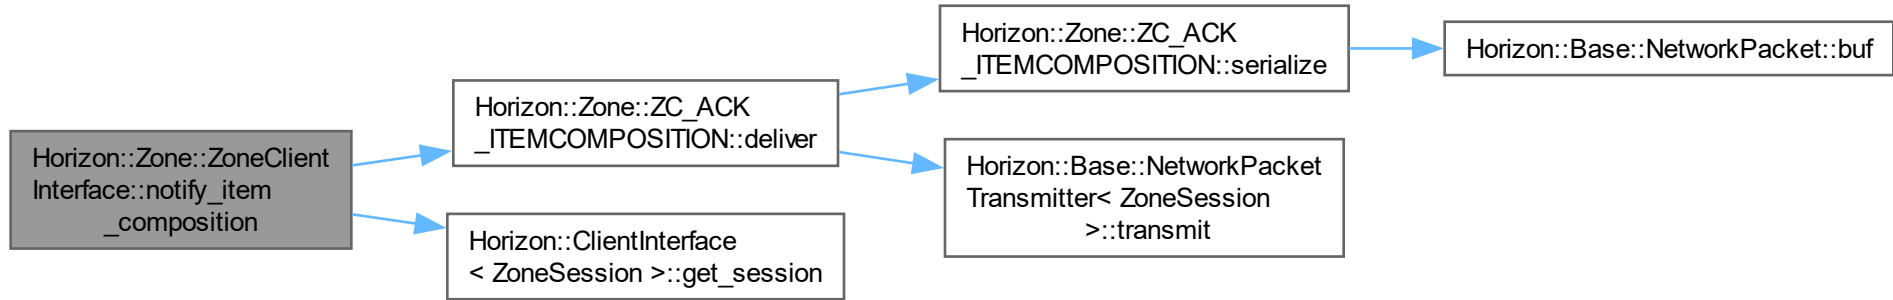 Horizon::Zone::ZoneClient
Interface::notify_item
_composition
Horizon::Zone::ZC_ACK
_ITEMCOMPOSITION::deliver
Horizon::ClientInterface
< ZoneSession >::get_session
Horizon::Zone::ZC_ACK
_ITEMCOMPOSITION::serialize
Horizon::Base::NetworkPacket
Transmitter< ZoneSession
>::transmit
Horizon::Base::NetworkPacket::buf